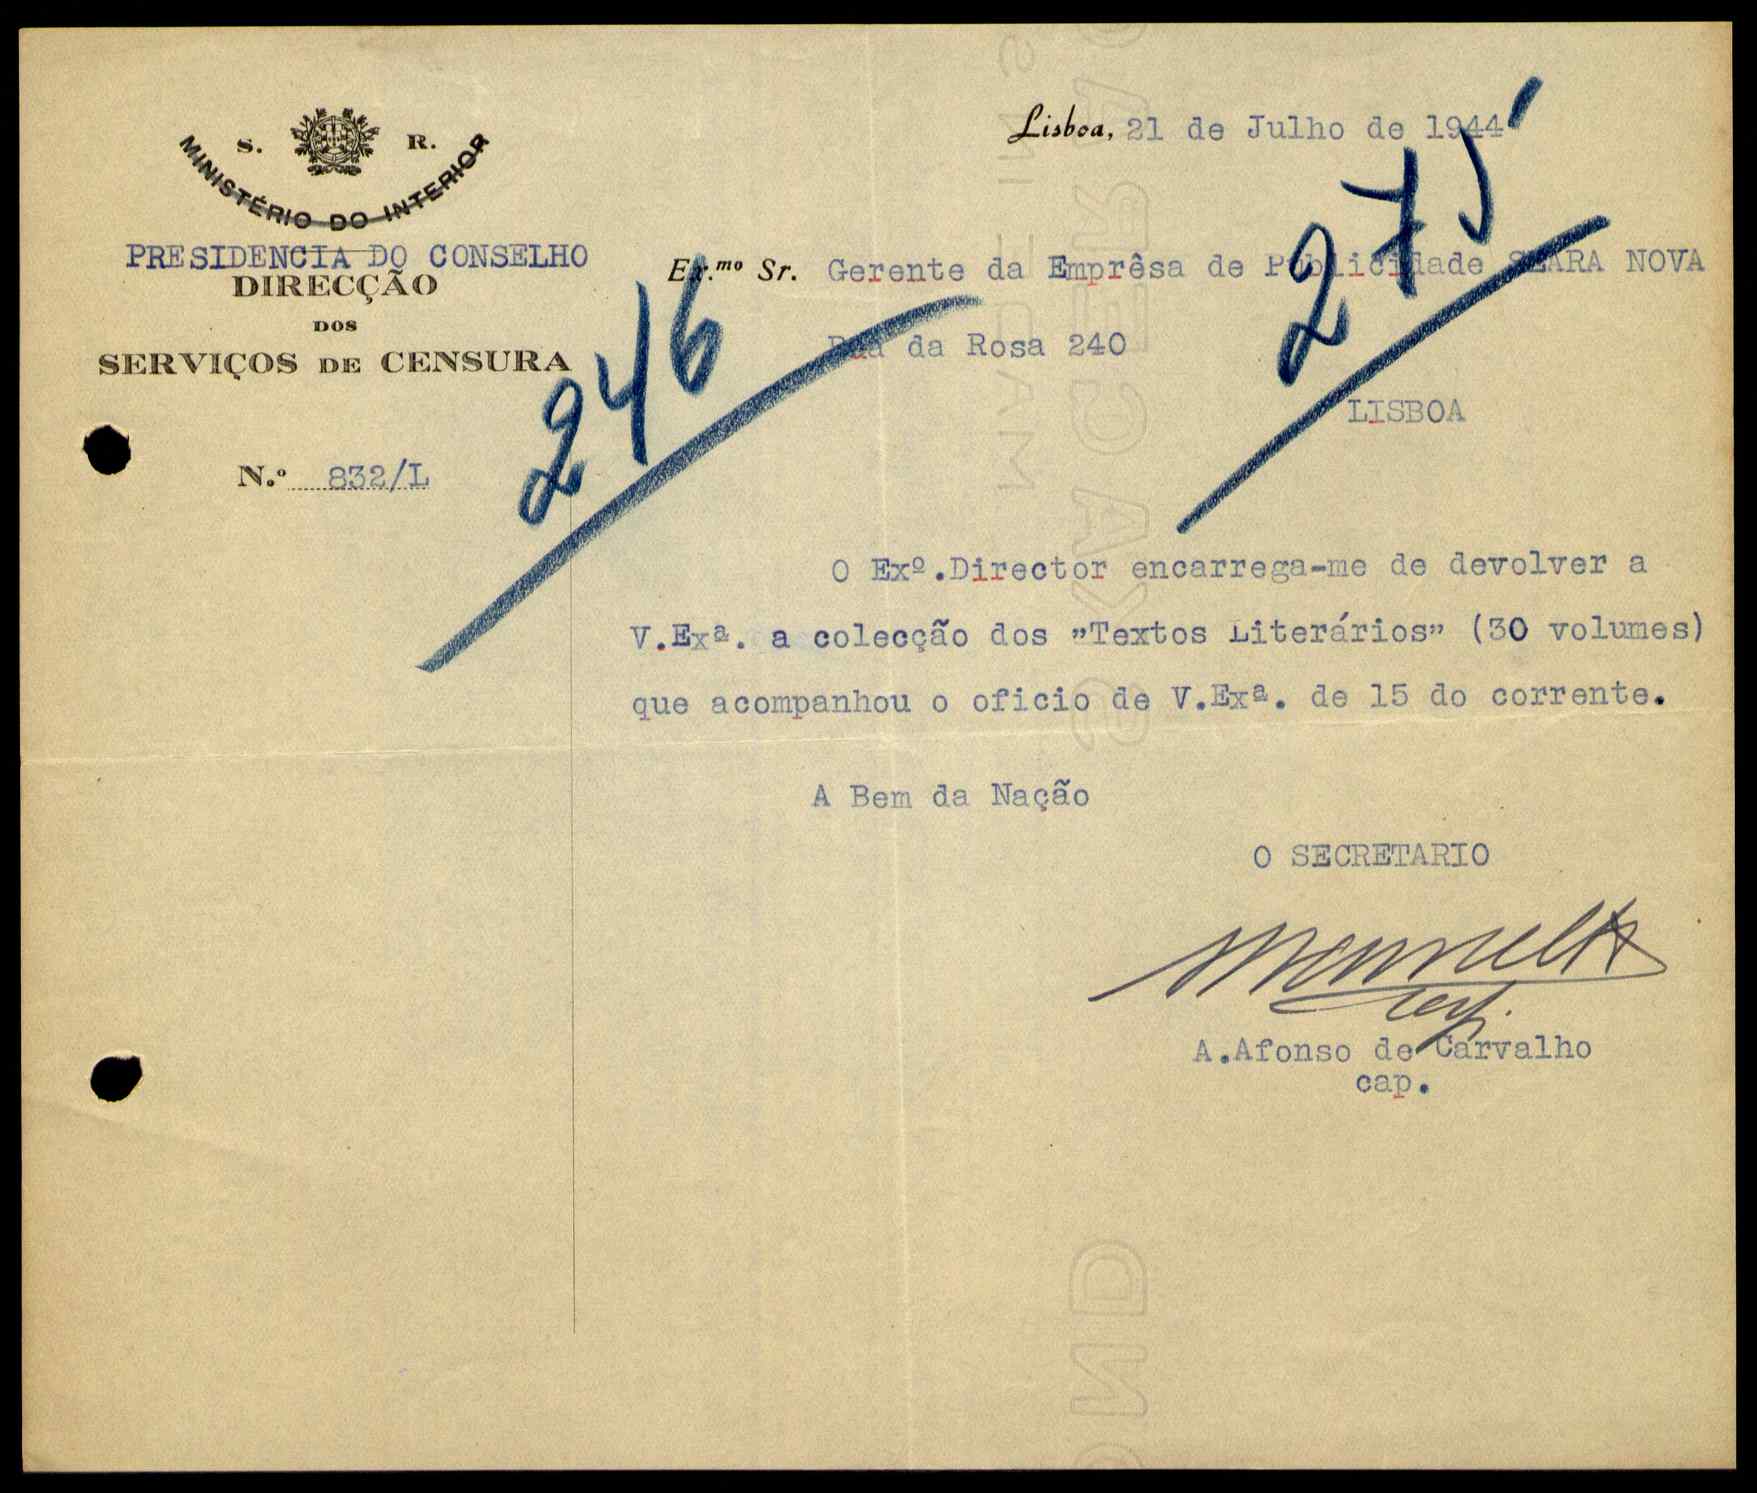 S. R.
MINISTÉRIO DO INTERIOR
PRESIDENCIA DO CONSELHO
DIRECÇÃO
DOS
SERVIÇOS DE CENSURA
N.º 832/L
246
275
Lisboa, 21 de Julho de 1944
Ex.mo Sr. Gerente da Emprêsa de Publicidade SEARA NOVA
Rua da Rosa 240
LISBOA
O Exº.Director encarrega-me de devolver a
V.Exª. a colecção dos "Textos Literários" (30 volumes)
que acompanhou o oficio de V.Exª. de 15 do corrente.
A Bem da Nação
O SECRETARIO
A.Afonso de Carvalho
cap.